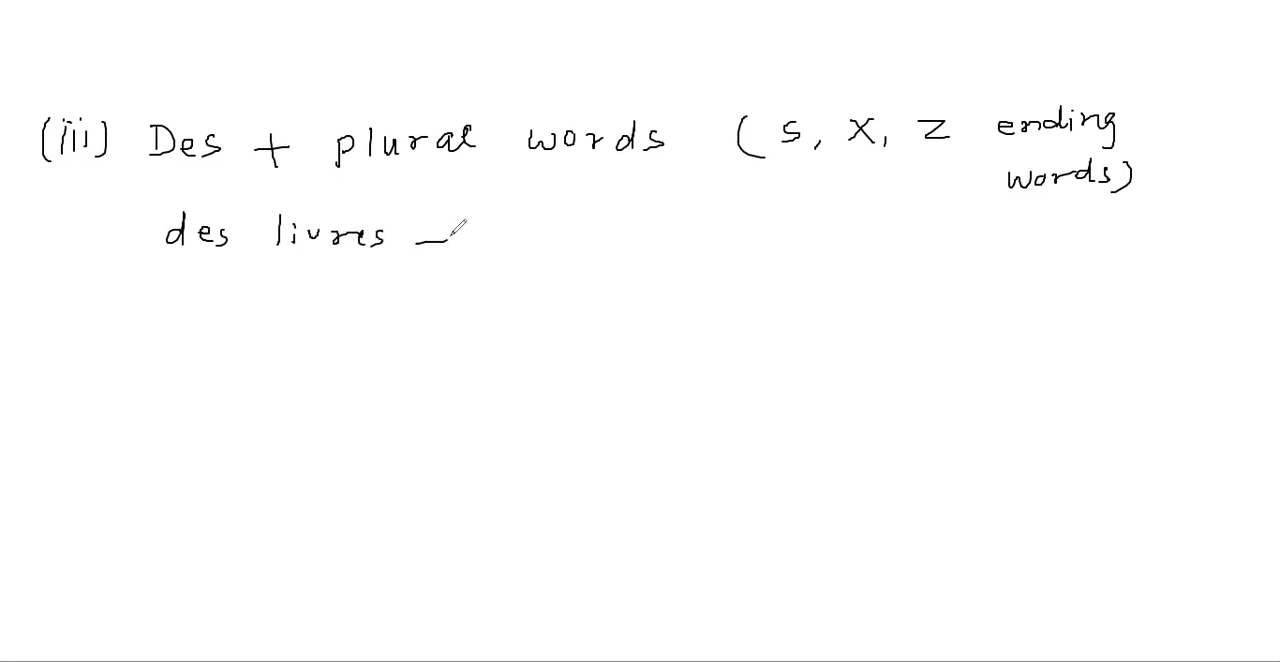 (iii) Des + plural words (s, x, z ending
words)
des livres —